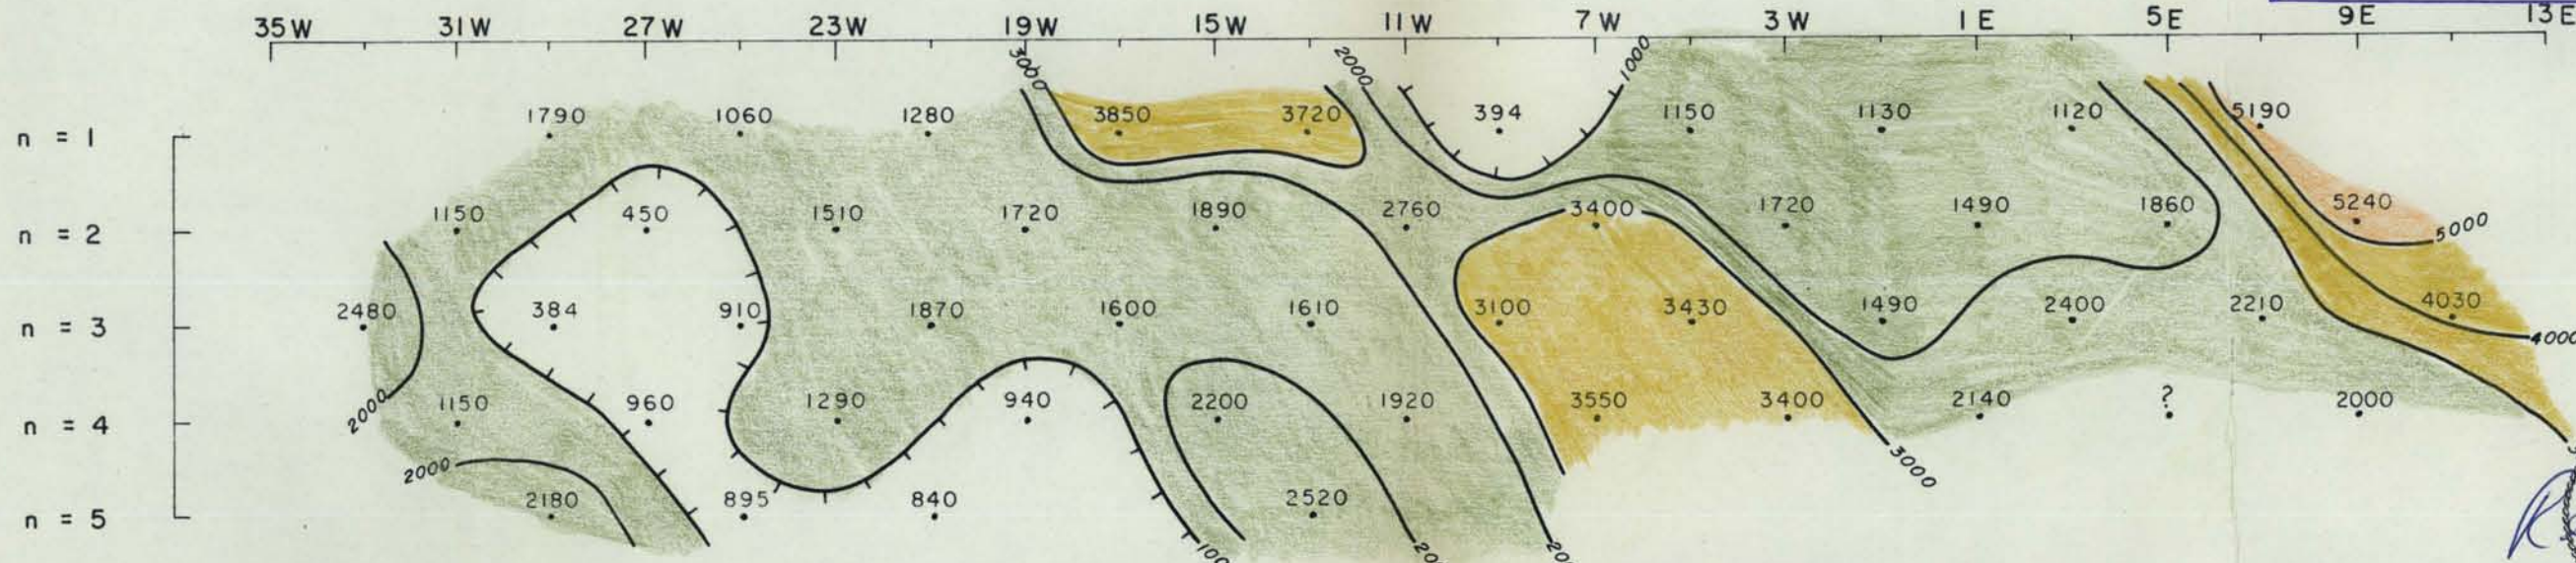 35W 31W 27W 23W 19W 15W 11W 7W 3W 1E 5E 9E 13E
3000 2000 1000
n = 1 1790 1060 1280 3850 3720 394 1150 1130 1120 5190
n = 2 1150 450 1510 1720 1890 2760 3400 1720 1490 1860 5240
5000
n = 3 2480 384 910 1870 1600 1610 3100 3430 1490 2400 2210 4030
4000
2000
n = 4 1150 960 1290 940 2200 1920 3550 3400 2140 ? 2000
2000 3000
n = 5 2180 895 840 2520
100 20 20